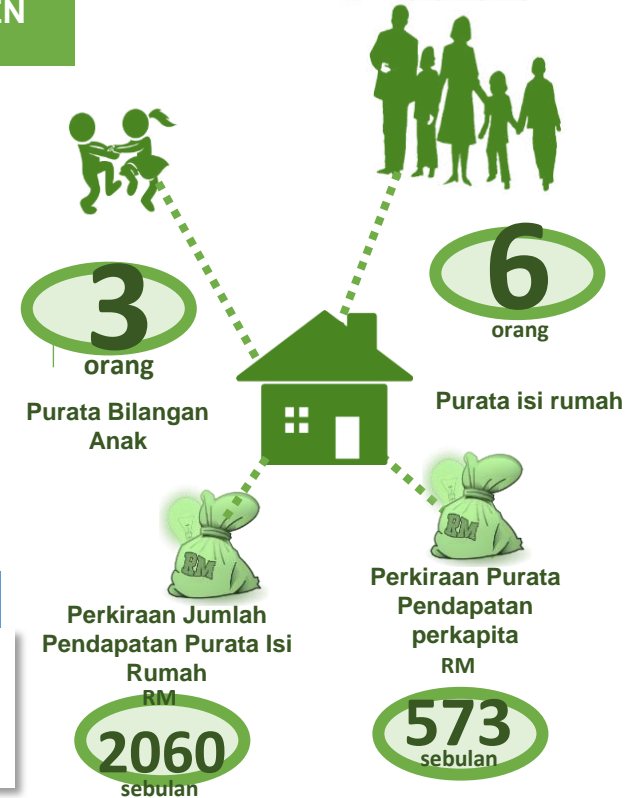 EN
3
orang
Purata Bilangan
Anak
6
orang
Purata isi rumah
RM
Perkiraan Jumlah
Pendapatan Purata Isi
Rumah
RM
2060
sebulan
RM
Perkiraan Purata
Pendapatan
perkapita
RM
573
sebulan